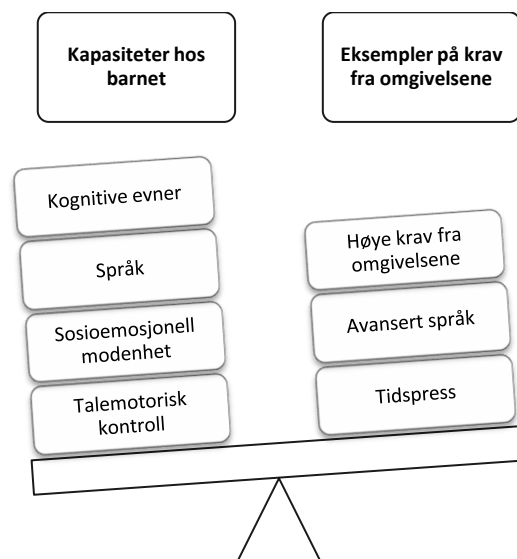 Kapasiteter hos
barnet
Eksempler på krav
fra omgivelsene
Kognitive evner
Språk
Sosioemosjonell
modenhet
Talemotorisk
kontroll
Høye krav fra
omgivelsene
Avansert språk
Tidspress